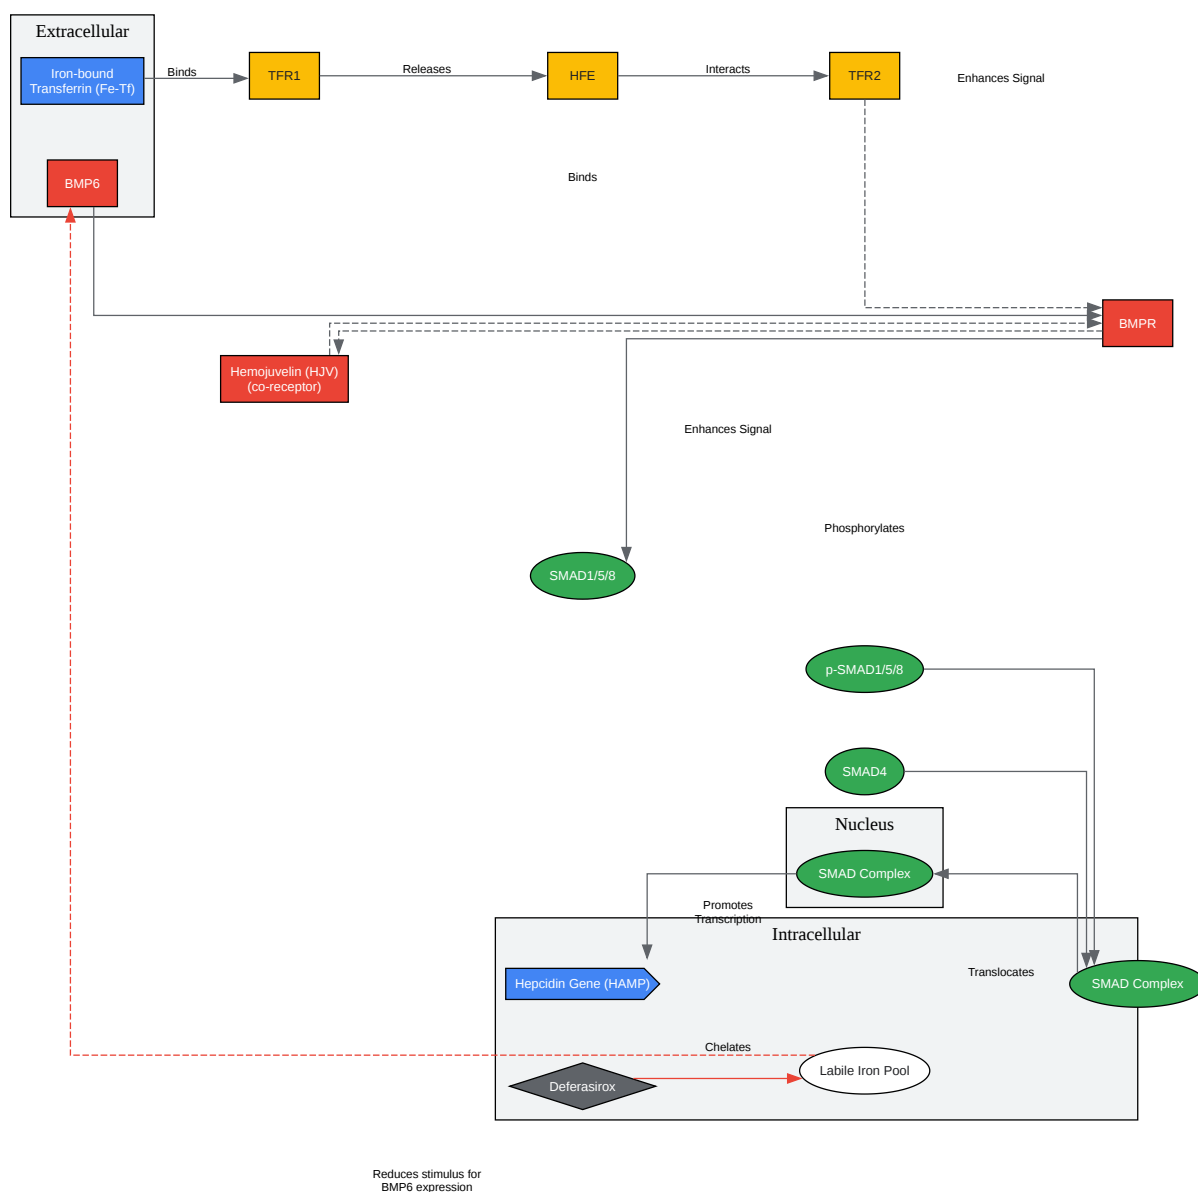 Extracellular
Iron-bound
Transferrin (Fe-Tf)
Binds
TFR1
Releases
HFE
Interacts
TFR2
Enhances Signal
BMP6
Binds
BMPR
Hemojuvelin (HJV)
(co-receptor)
Enhances Signal
Phosphorylates
SMAD1/5/8
p-SMAD1/5/8
SMAD4
Nucleus
SMAD Complex
Promotes
Transcription
Intracellular
Hepcidin Gene (HAMP)
Translocates
SMAD Complex
Chelates
Labile Iron Pool
Deferasirox
Reduces stimulus for
BMP6 expression